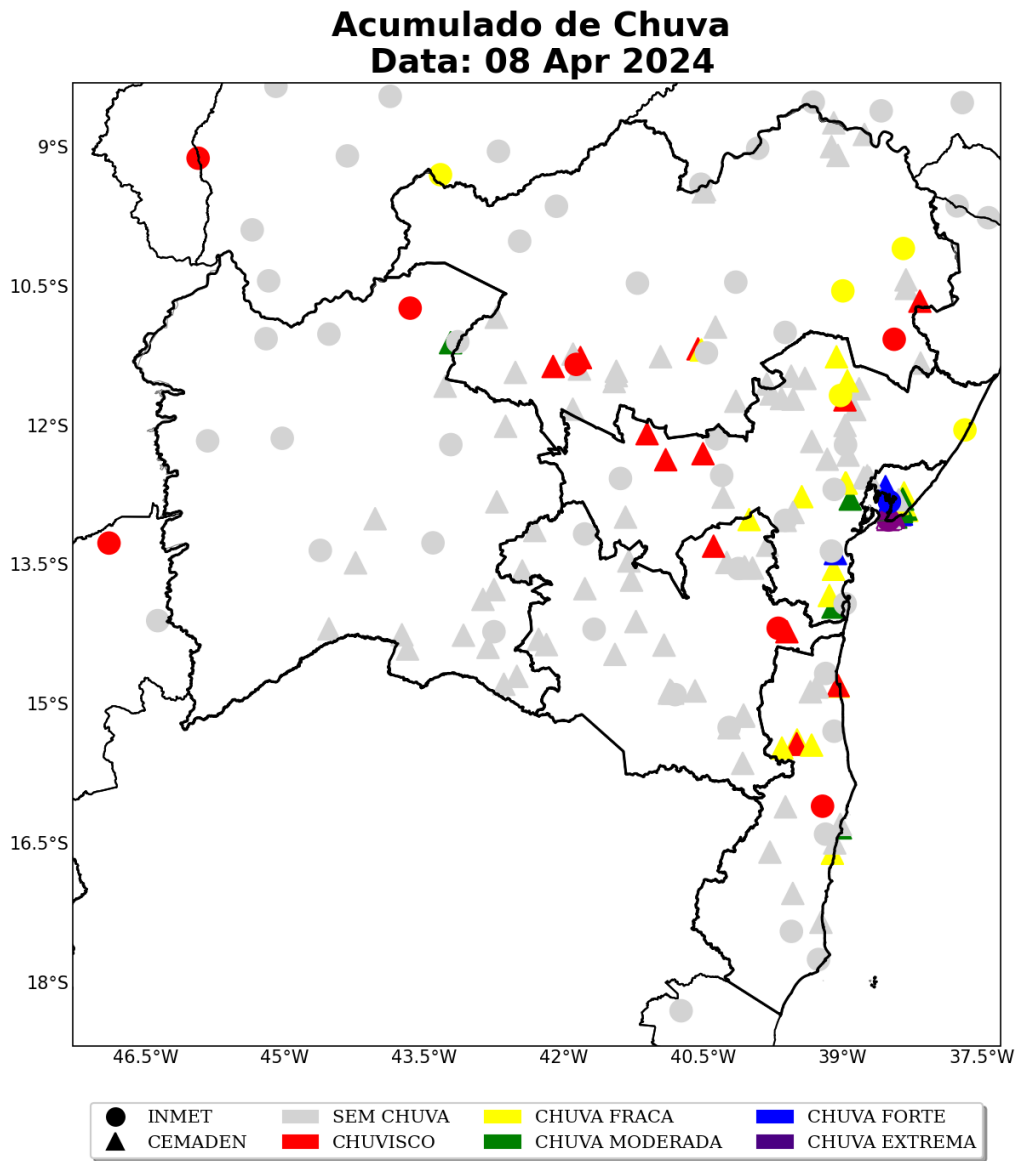 Acumulado de Chuva
Data: 08 Apr 2024
9°S
10.5°S
12°S
13.5°S
15°S
16.5°S
18°S
46.5°W 45°W 43.5°W 42°W 40.5°W 39°W 37.5°W
INMET SEM CHUVA CHUVA FRACA CHUVA FORTE
CEMADEN CHUVISCO CHUVA MODERADA CHUVA EXTREMA